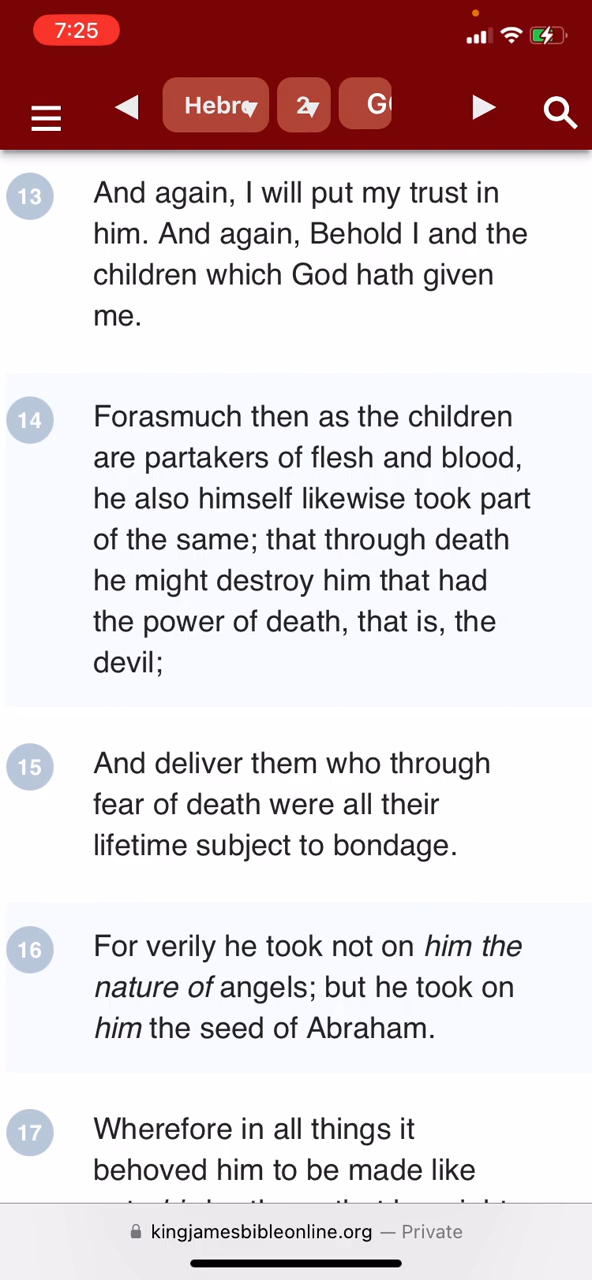 7:25
Hebre 2 G
13 And again, I will put my trust in
him. And again, Behold I and the
children which God hath given
me.
14 Forasmuch then as the children
are partakers of flesh and blood,
he also himself likewise took part
of the same; that through death
he might destroy him that had
the power of death, that is, the
devil;
15 And deliver them who through
fear of death were all their
lifetime subject to bondage.
16 For verily he took not on him the
nature of angels; but he took on
him the seed of Abraham.
17 Wherefore in all things it
behoved him to be made like
kingjamesbibleonline.org — Private